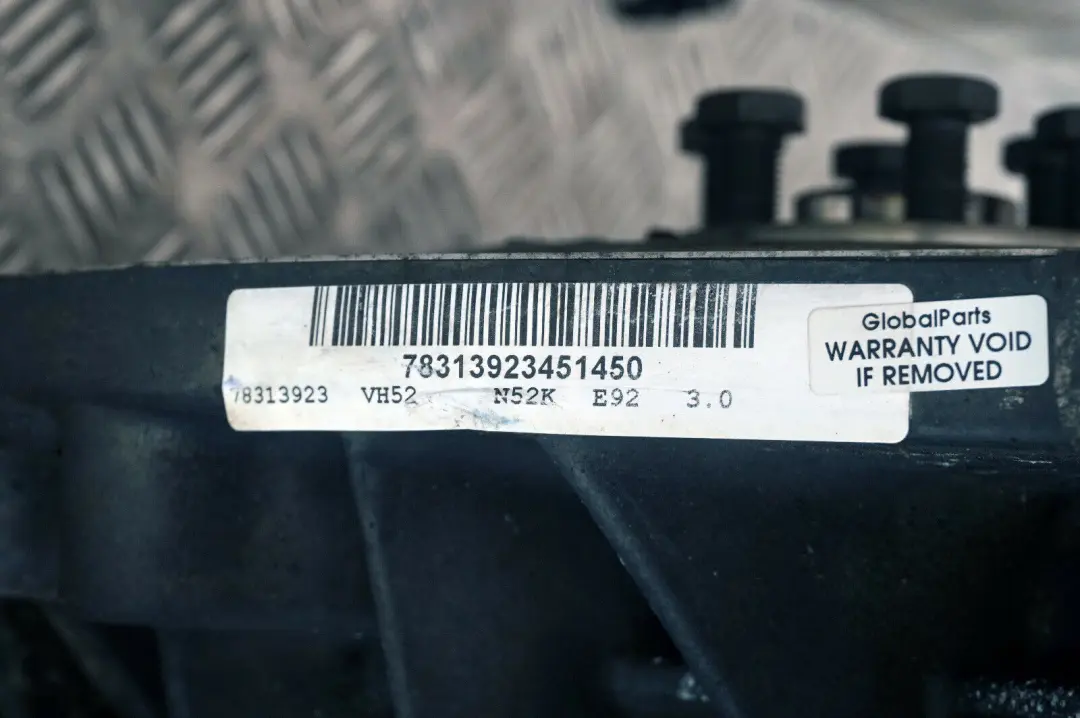 78313923451450
78313923 VH52 N52K E92 3.0
GlobalParts
WARRANTY VOID
IF REMOVED